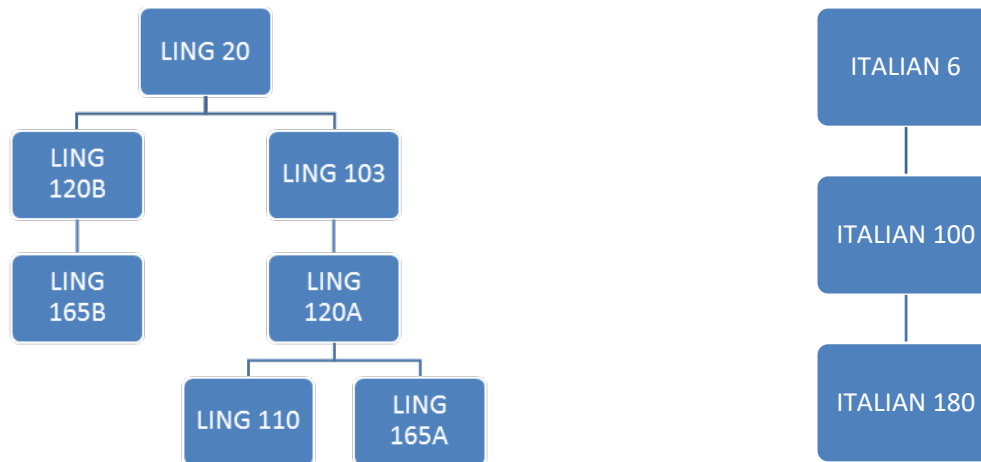 LING 20
LING
120B
LING 103
LING
165B
LING
120A
LING 110
LING
165A
ITALIAN 6
ITALIAN 100
ITALIAN 180